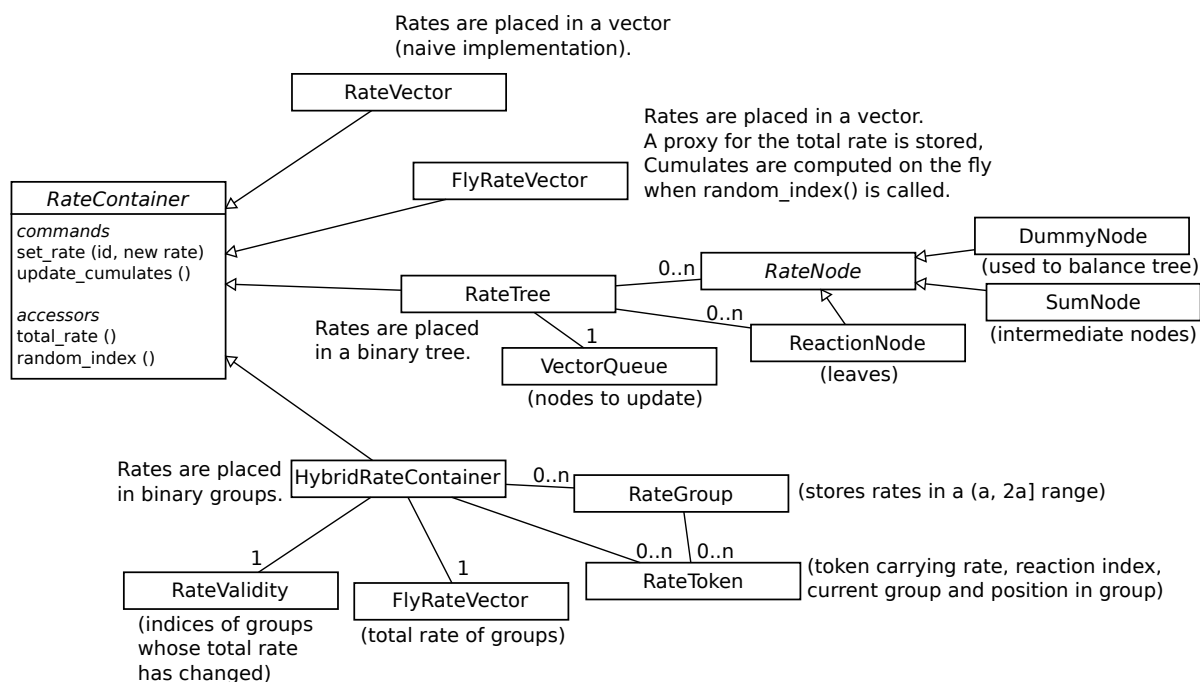 Rates are placed in a vector
(naive implementation).
RateVector
Rates are placed in a vector.
A proxy for the total rate is stored,
Cumulates are computed on the fly
when random_index() is called.
FlyRateVector
RateContainer
commands
set_rate (id, new rate)
update_cumulates ()
accessors
total_rate ()
random_index ()
DummyNode
(used to balance tree)
0..n
RateNode
RateTree
SumNode
(intermediate nodes)
0..n
Rates are placed
in a binary tree.
1
ReactionNode
(leaves)
VectorQueue
(nodes to update)
Rates are placed
in binary groups.
HybridRateContainer
0..n
RateGroup
(stores rates in a (a, 2a] range)
0..n
0..n
1
1
RateToken
(token carrying rate, reaction index,
current group and position in group)
RateValidity
(indices of groups
whose total rate
has changed)
FlyRateVector
(total rate of groups)